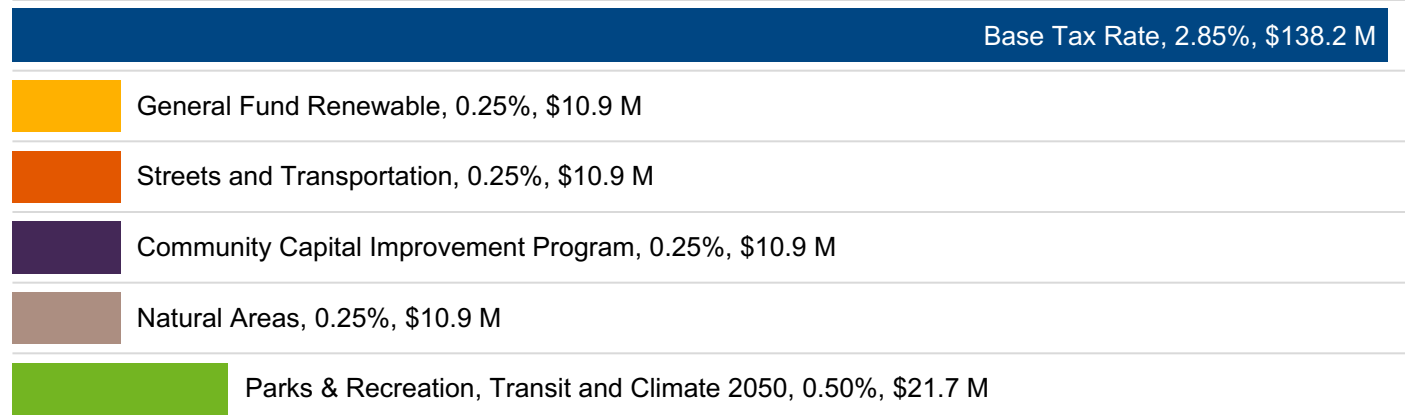 Base Tax Rate, 2.85%, $138.2 M
General Fund Renewable, 0.25%, $10.9 M
Streets and Transportation, 0.25%, $10.9 M
Community Capital Improvement Program, 0.25%, $10.9 M
Natural Areas, 0.25%, $10.9 M
Parks & Recreation, Transit and Climate 2050, 0.50%, $21.7 M